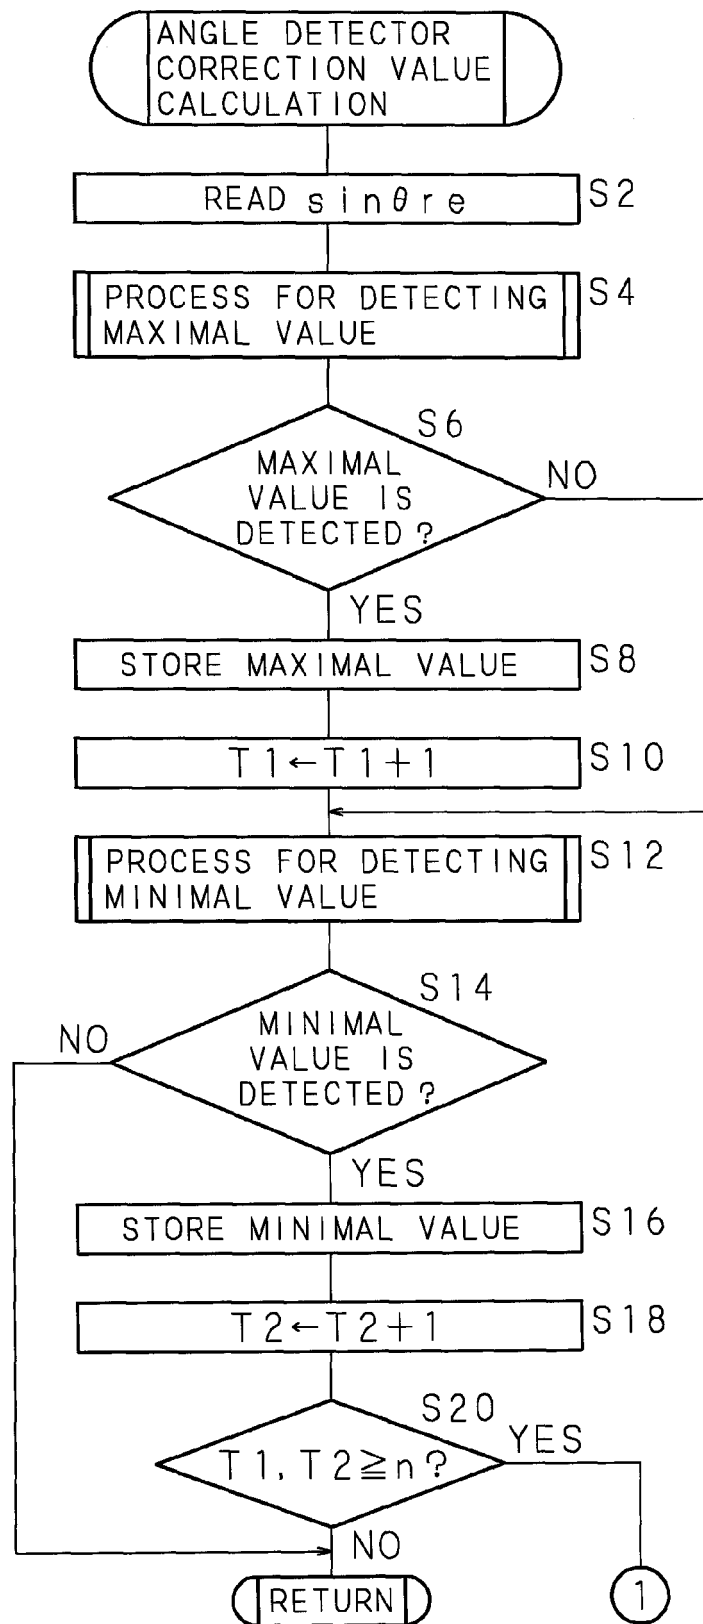 ANGLE DETECTOR
CORRECTION VALUE
CALCULATION
READ sinθre
S2
PROCESS FOR DETECTING
MAXIMAL VALUE
S4
S6
MAXIMAL
VALUE IS
DETECTED?
NO
YES
STORE MAXIMAL VALUE
S8
T1←T1+1
S10
PROCESS FOR DETECTING
MINIMAL VALUE
S12
S14
MINIMAL
VALUE IS
DETECTED?
NO
YES
STORE MINIMAL VALUE
S16
T2←T2+1
S18
S20
T1,T2≧n?
YES
NO
RETURN
1